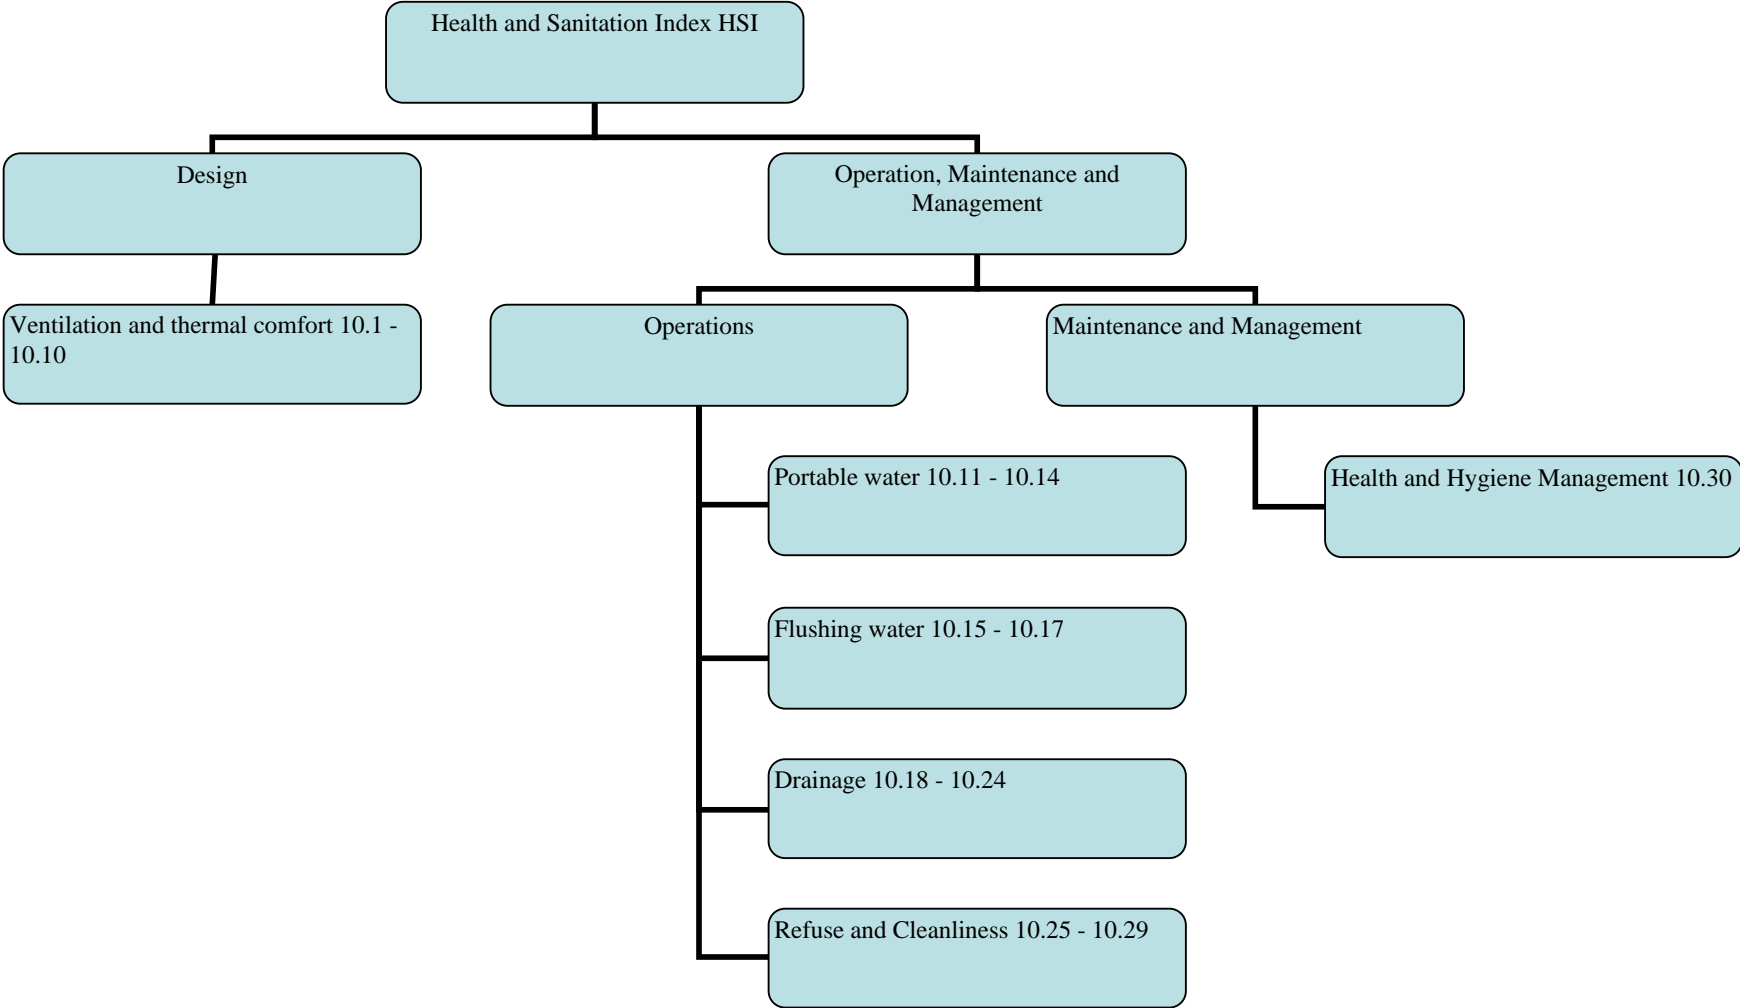 Health and Sanitation Index HSI
Design
Operation, Maintenance and
Management
Ventilation and thermal comfort 10.1 -
10.10
Operations
Maintenance and Management
Portable water 10.11 - 10.14
Health and Hygiene Management 10.30
Flushing water 10.15 - 10.17
Drainage 10.18 - 10.24
Refuse and Cleanliness 10.25 - 10.29